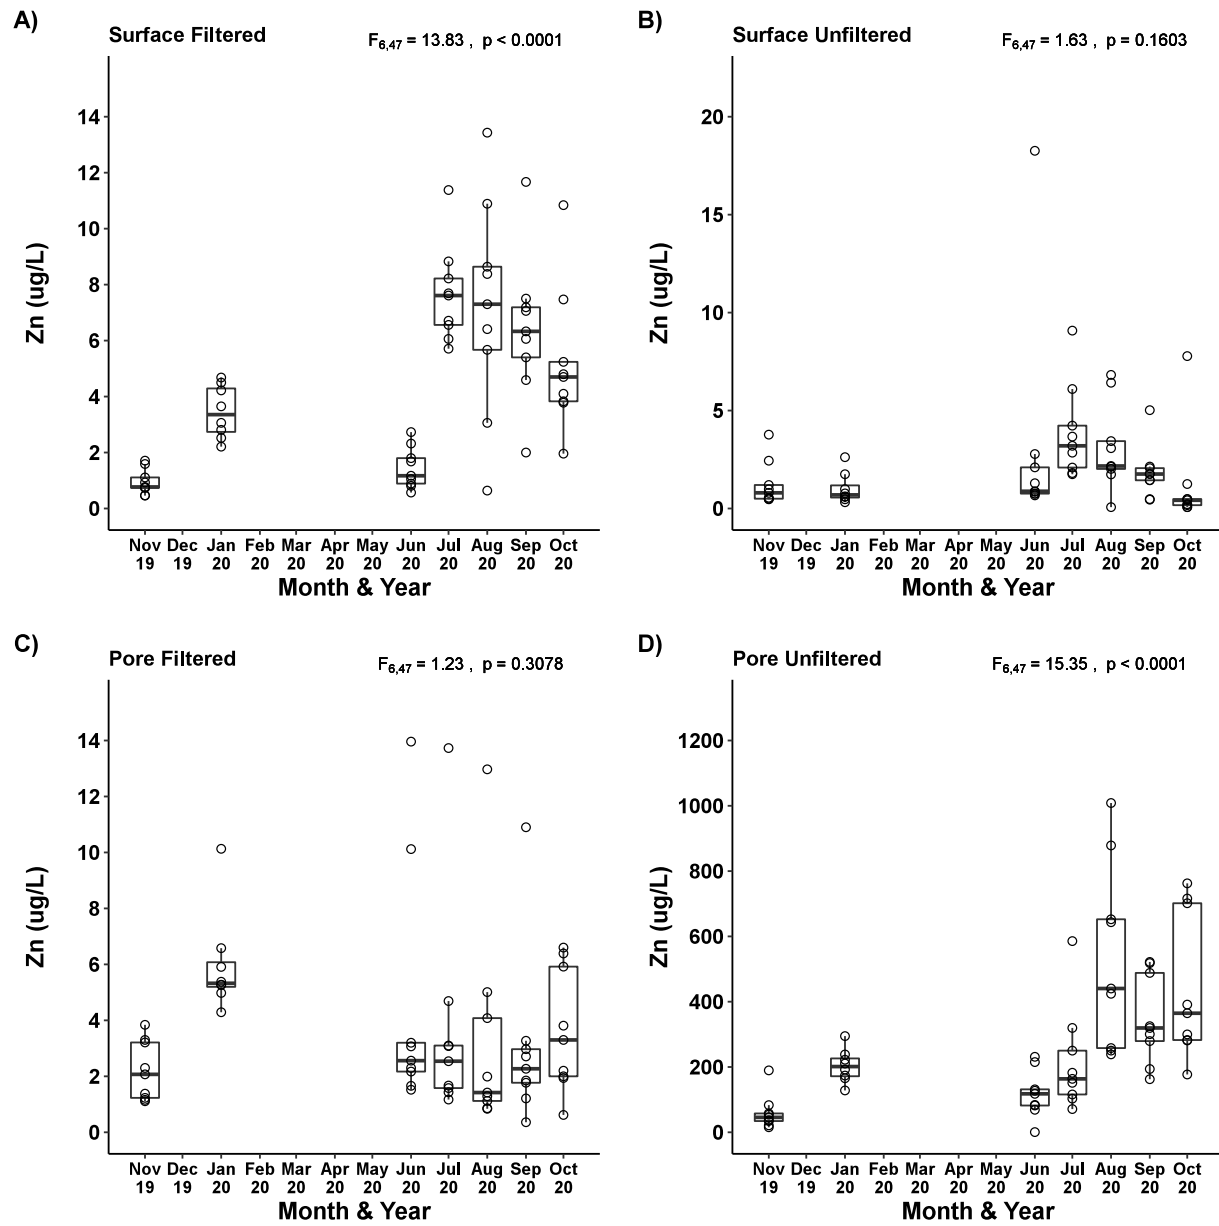 A)
Surface Filtered
F6,47 = 13.83 , p < 0.0001
Zn (ug/L)
14
12
10
8
6
4
2
0
Nov Dec Jan Feb Mar Apr May Jun Jul Aug Sep Oct
19 19 20 20 20 20 20 20 20 20 20 20
Month & Year
B)
Surface Unfiltered
F6,47 = 1.63 , p = 0.1603
Zn (ug/L)
20
15
10
5
0
Nov Dec Jan Feb Mar Apr May Jun Jul Aug Sep Oct
19 19 20 20 20 20 20 20 20 20 20 20
Month & Year
C)
Pore Filtered
F6,47 = 1.23 , p = 0.3078
Zn (ug/L)
14
12
10
8
6
4
2
0
Nov Dec Jan Feb Mar Apr May Jun Jul Aug Sep Oct
19 19 20 20 20 20 20 20 20 20 20 20
Month & Year
D)
Pore Unfiltered
F6,47 = 15.35 , p < 0.0001
Zn (ug/L)
1200
1000
800
600
400
200
0
Nov Dec Jan Feb Mar Apr May Jun Jul Aug Sep Oct
19 19 20 20 20 20 20 20 20 20 20 20
Month & Year